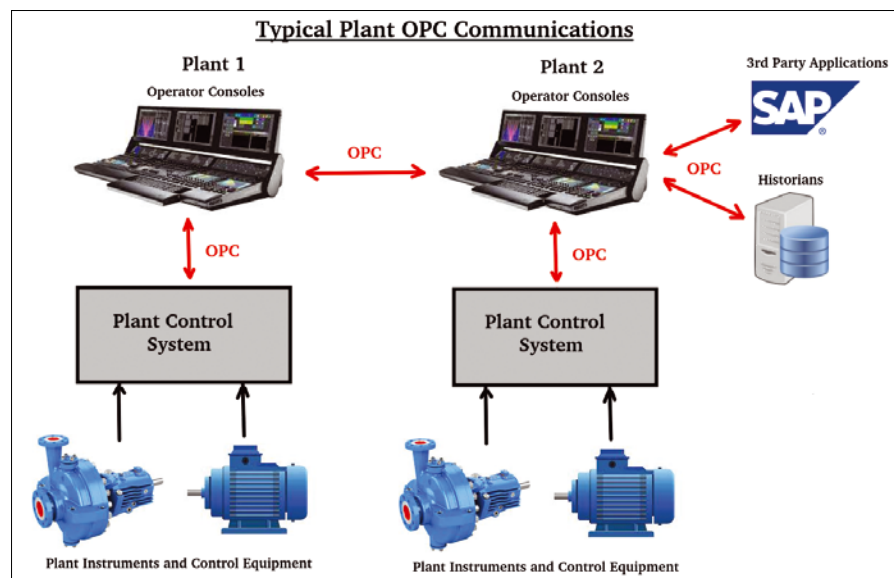 Typical Plant OPC Communications
Plant 1
Operator Consoles
Plant 2
Operator Consoles
3rd Party Applications
SAP®
OPC
OPC
Historians
OPC
OPC
Plant Control
System
Plant Control
System
Plant Instruments and Control Equipment
Plant Instruments and Control Equipment